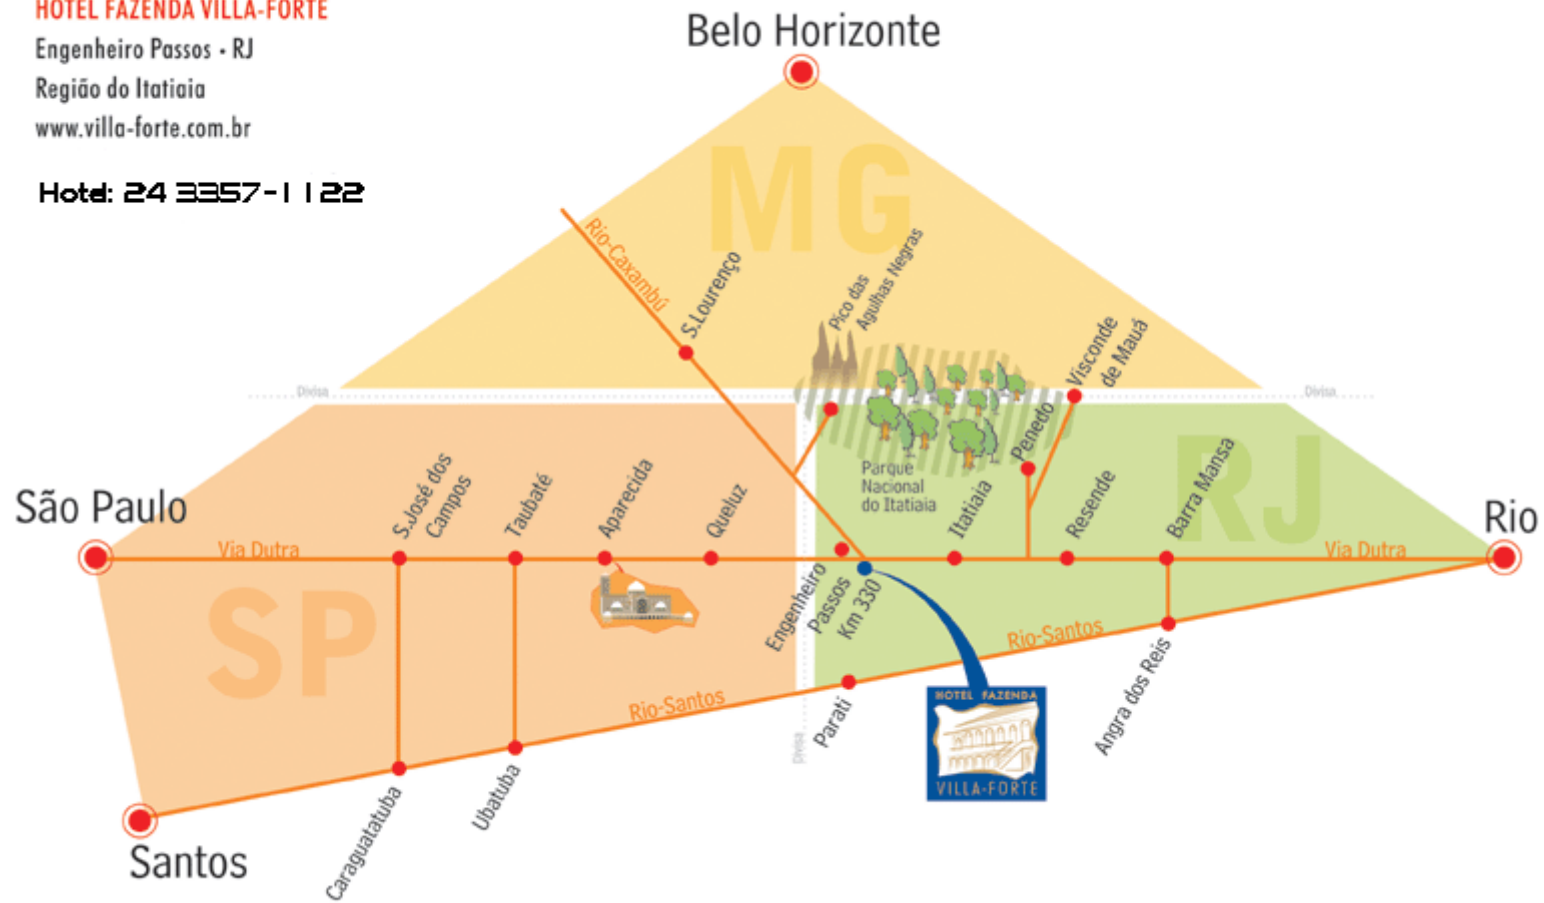 HOTEL FAZENDA VILLA-FORTE
Engenheiro Passos · RJ
Região do Itatiaia
www.villa-forte.com.br
Hotel: 24 3357-1122
Belo Horizonte
MG
Rio-Caxambú
S.Lourenço
Pico das
Agulhas Negras
Visconde
de Mauá
Divisa
Divisa
Parque
Nacional
do Itatiaia
Penedo
RJ
São Paulo
S.José dos
Campos
Taubaté
Aparecida
Queluz
Itatiaia
Resende
Barra Mansa
Rio
Via Dutra
Via Dutra
Engenheiro
Passos
Km 330
SP
Rio-Santos
Rio-Santos
Parati
Divisa
Angra dos Reis
HOTEL FAZENDA
VILLA-FORTE
Ubatuba
Caraguatatuba
Santos